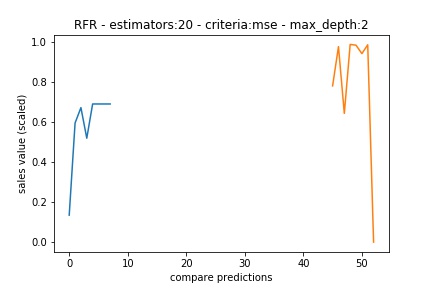 RFR - estimators:20 - criteria:mse - max_depth:2
sales value (scaled)
1.0
0.8
0.6
0.4
0.2
0.0
0 10 20 30 40 50
compare predictions